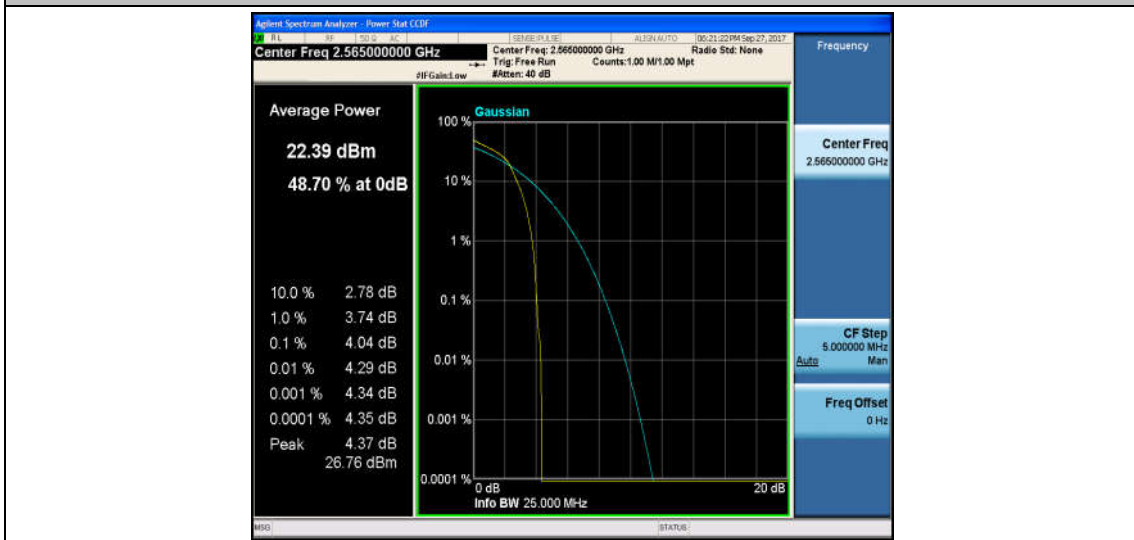 Agilent Spectrum Analyzer - Power Stat CCDF
RL RF 50 Ω AC SENSE:PULSE ALIGN AUTO 06:21:22 PM Sep 27, 2017
Center Freq 2.565000000 GHz
Center Freq: 2.565000000 GHz Radio Std: None
Trig: Free Run Counts:1.00 M/1.00 Mpt
#IFGain:Low #Atten: 40 dB
Frequency
Average Power
22.39 dBm
48.70 % at 0dB
10.0 % 2.78 dB
1.0 % 3.74 dB
0.1 % 4.04 dB
0.01 % 4.29 dB
0.001 % 4.34 dB
0.0001 % 4.35 dB
Peak 4.37 dB
26.76 dBm
Gaussian
100 %
10 %
1 %
0.1 %
0.01 %
0.001 %
0.0001 %
0 dB 20 dB
Info BW 25.000 MHz
Center Freq
2.565000000 GHz
CF Step
5.000000 MHz
Auto Man
Freq Offset
0 Hz
MSG STATUS